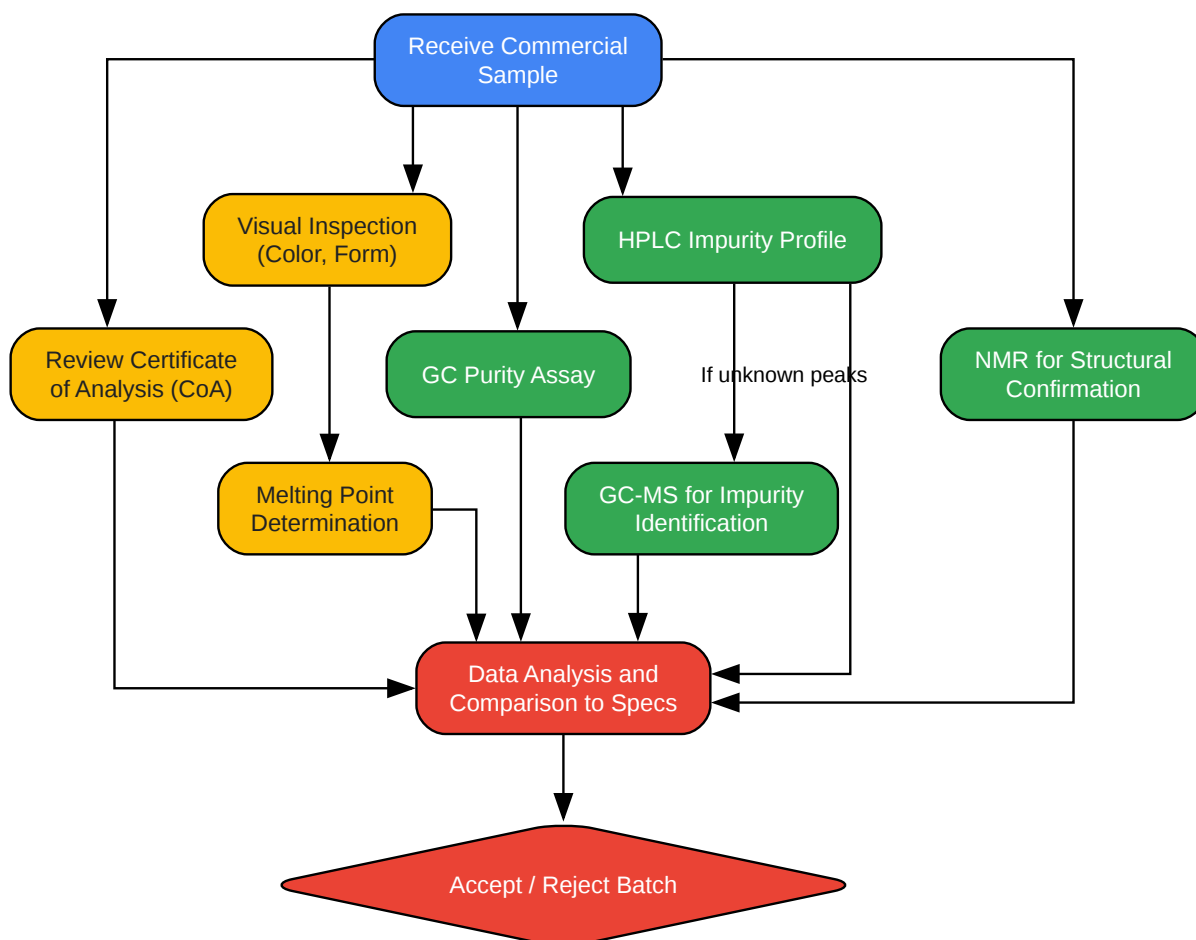 Receive Commercial
Sample
Visual Inspection
(Color, Form)
HPLC Impurity Profile
Review Certificate
of Analysis (CoA)
GC Purity Assay
If unknown peaks
NMR for Structural
Confirmation
Melting Point
Determination
GC-MS for Impurity
Identification
Data Analysis and
Comparison to Specs
Accept / Reject Batch